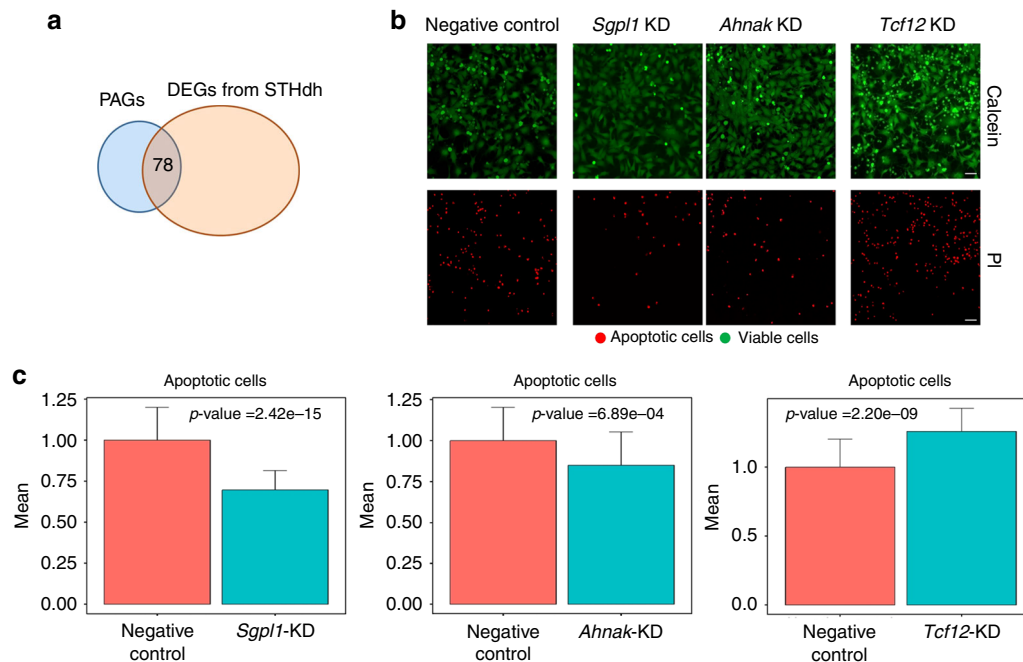 a
PAGs
DEGs from STHdh
78
b
Negative control
Sgpl1 KD
Ahnak KD
Tcf12 KD
Calcein
PI
Apoptotic cells
Viable cells
c
Apoptotic cells
p-value =2.42e–15
Mean
1.25
1.00
0.75
0.50
0.25
0.00
Negative
control
Sgpl1-KD
Apoptotic cells
p-value =6.89e–04
Mean
1.25
1.00
0.75
0.50
0.25
0.00
Negative
control
Ahnak-KD
Apoptotic cells
p-value =2.20e–09
Mean
1.0
0.5
0.0
Negative
control
Tcf12-KD